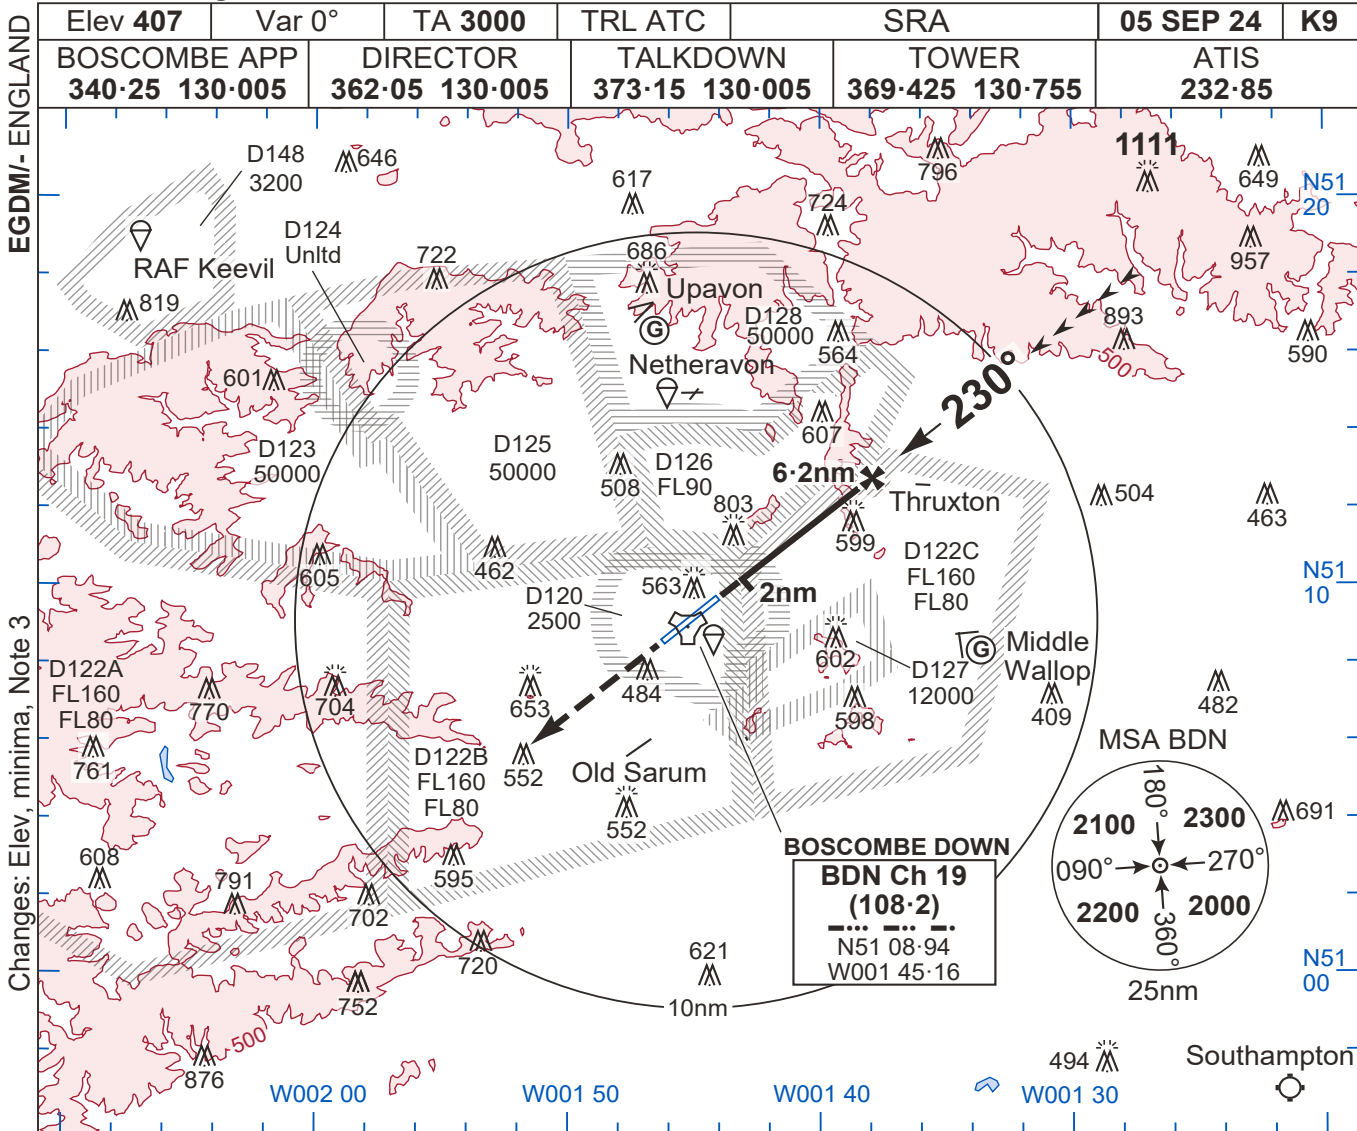 Elev 407
Var 0°
TA 3000
TRL ATC
SRA
05 SEP 24
K9
BOSCOMBE APP
340·25 130·005
DIRECTOR
362·05 130·005
TALKDOWN
373·15 130·005
TOWER
369·425 130·755
ATIS
232·85
EGDM/- ENGLAND
Changes: Elev, minima, Note 3
D148
3200
646
617
724
796
1111
649
N51
20
D124
Unltd
722
686
957
RAF Keevil
819
Upavon
D128
50000
564
893
500
590
601
Netheravon
230°
607
D123
50000
D125
50000
508
D126
FL90
6·2nm
803
Thruxton
599
504
463
605
462
563
2nm
D122C
FL160
FL80
N51
10
D120
2500
602
D127
12000
Middle
Wallop
D122A
FL160
FL80
770
704
653
484
598
409
482
761
D122B
FL160
FL80
552
Old Sarum
552
MSA BDN
180°
2100
2300
090°
270°
2200
2000
360°
25nm
691
608
791
702
595
BOSCOMBE DOWN
BDN Ch 19
(108·2)
N51 08·94
W001 45·16
720
621
752
10nm
N51
00
500
876
494
Southampton
W002 00
W001 50
W001 40
W001 30